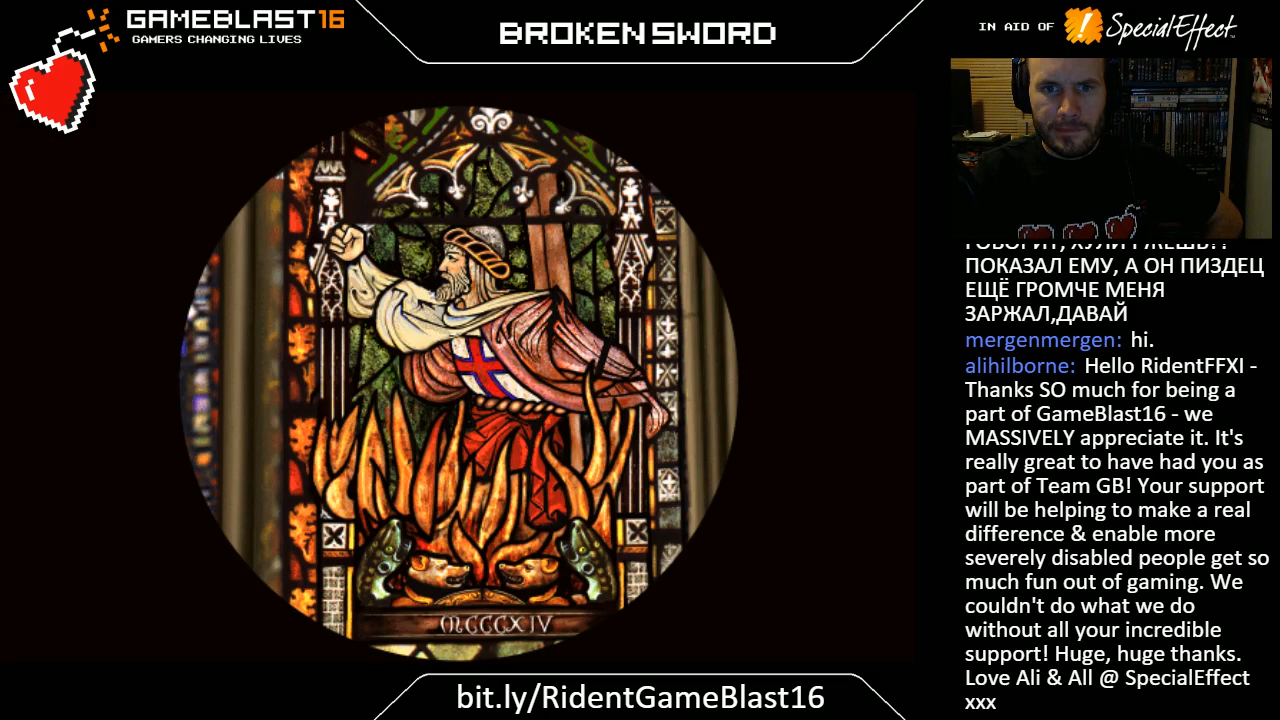 GAMEBLAST16
GAMERS CHANGING LIVES
BROKEN SWORD
IN AID OF SpecialEffect
ПОКАЗАЛ ЕМУ, А ОН ПИЗДЕЦ
ЕЩЁ ГРОМЧЕ МЕНЯ
ЗАРЖАЛ,ДАВАЙ
mergenmergen: hi.
alihilborne: Hello RidentFFXI -
Thanks SO much for being a
part of GameBlast16 - we
MASSIVELY appreciate it. It's
really great to have had you as
part of Team GB! Your support
will be helping to make a real
difference & enable more
severely disabled people get so
much fun out of gaming. We
couldn't do what we do
without all your incredible
support! Huge, huge thanks.
Love Ali & All @ SpecialEffect
xxx
MCCCXIV
bit.ly/RidentGameBlast16